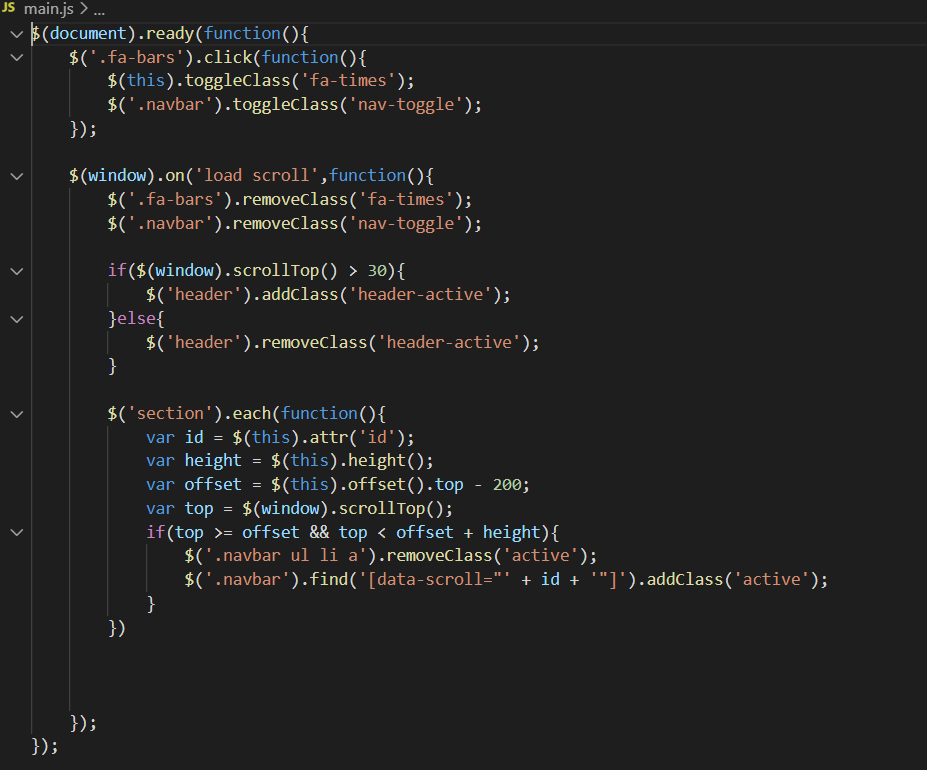 JS main.js > ...
$(document).ready(function(){
    $('.fa-bars').click(function(){
        $(this).toggleClass('fa-times');
        $('.navbar').toggleClass('nav-toggle');
    });

    $(window).on('load scroll',function(){
        $('.fa-bars').removeClass('fa-times');
        $('.navbar').removeClass('nav-toggle');

        if($(window).scrollTop() > 30){
            $('header').addClass('header-active');
        }else{
            $('header').removeClass('header-active');
        }

        $('section').each(function(){
            var id = $(this).attr('id');
            var height = $(this).height();
            var offset = $(this).offset().top - 200;
            var top = $(window).scrollTop();
            if(top >= offset && top < offset + height){
                $('.navbar ul li a').removeClass('active');
                $('.navbar').find('[data-scroll="' + id + '"]').addClass('active');
            }
        })

    });
});